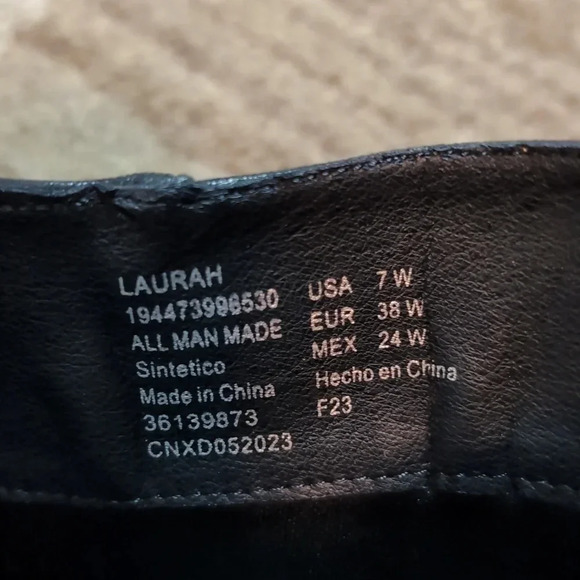 LAURAH
194473996530
ALL MAN MADE
Sintetico
Made in China
36139873
CNXD052023
USA 7 W
EUR 38 W
MEX 24 W
Hecho en China
F23